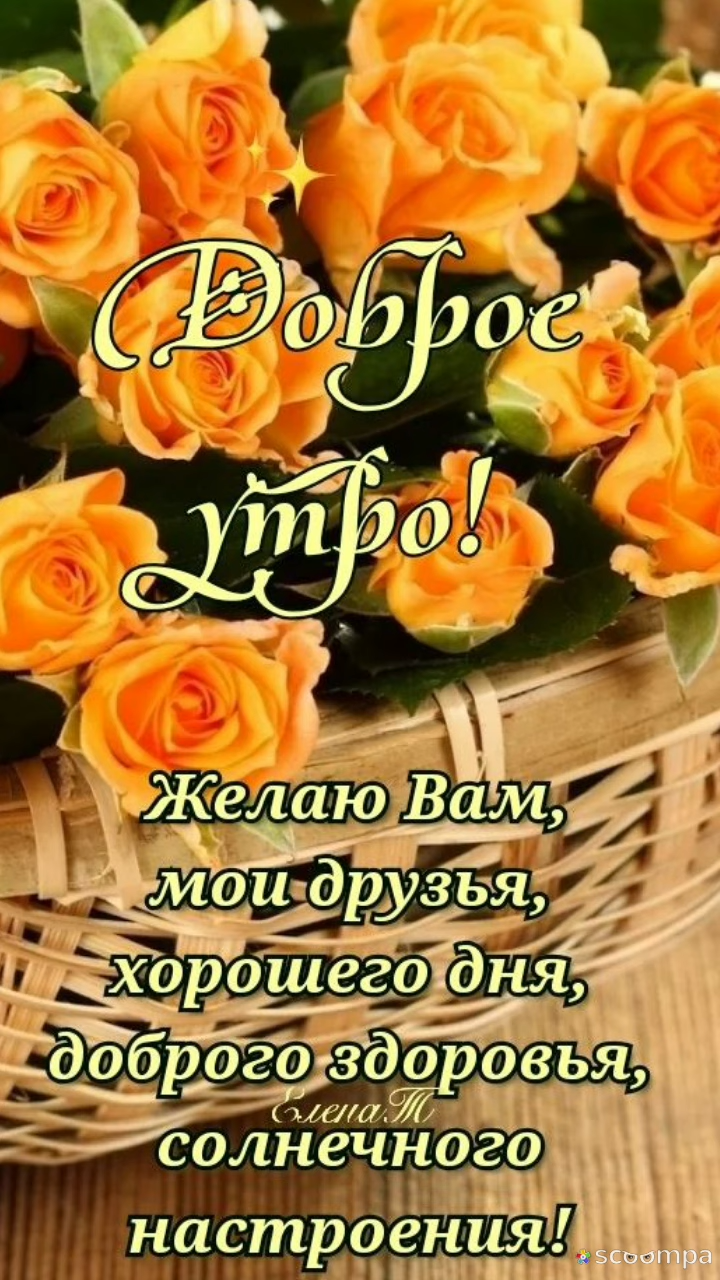 Доброе
утро!
Желаю Вам,
мои друзья,
хорошего дня,
доброго здоровья,
ЕленаТ
солнечного
настроения!
scoompa